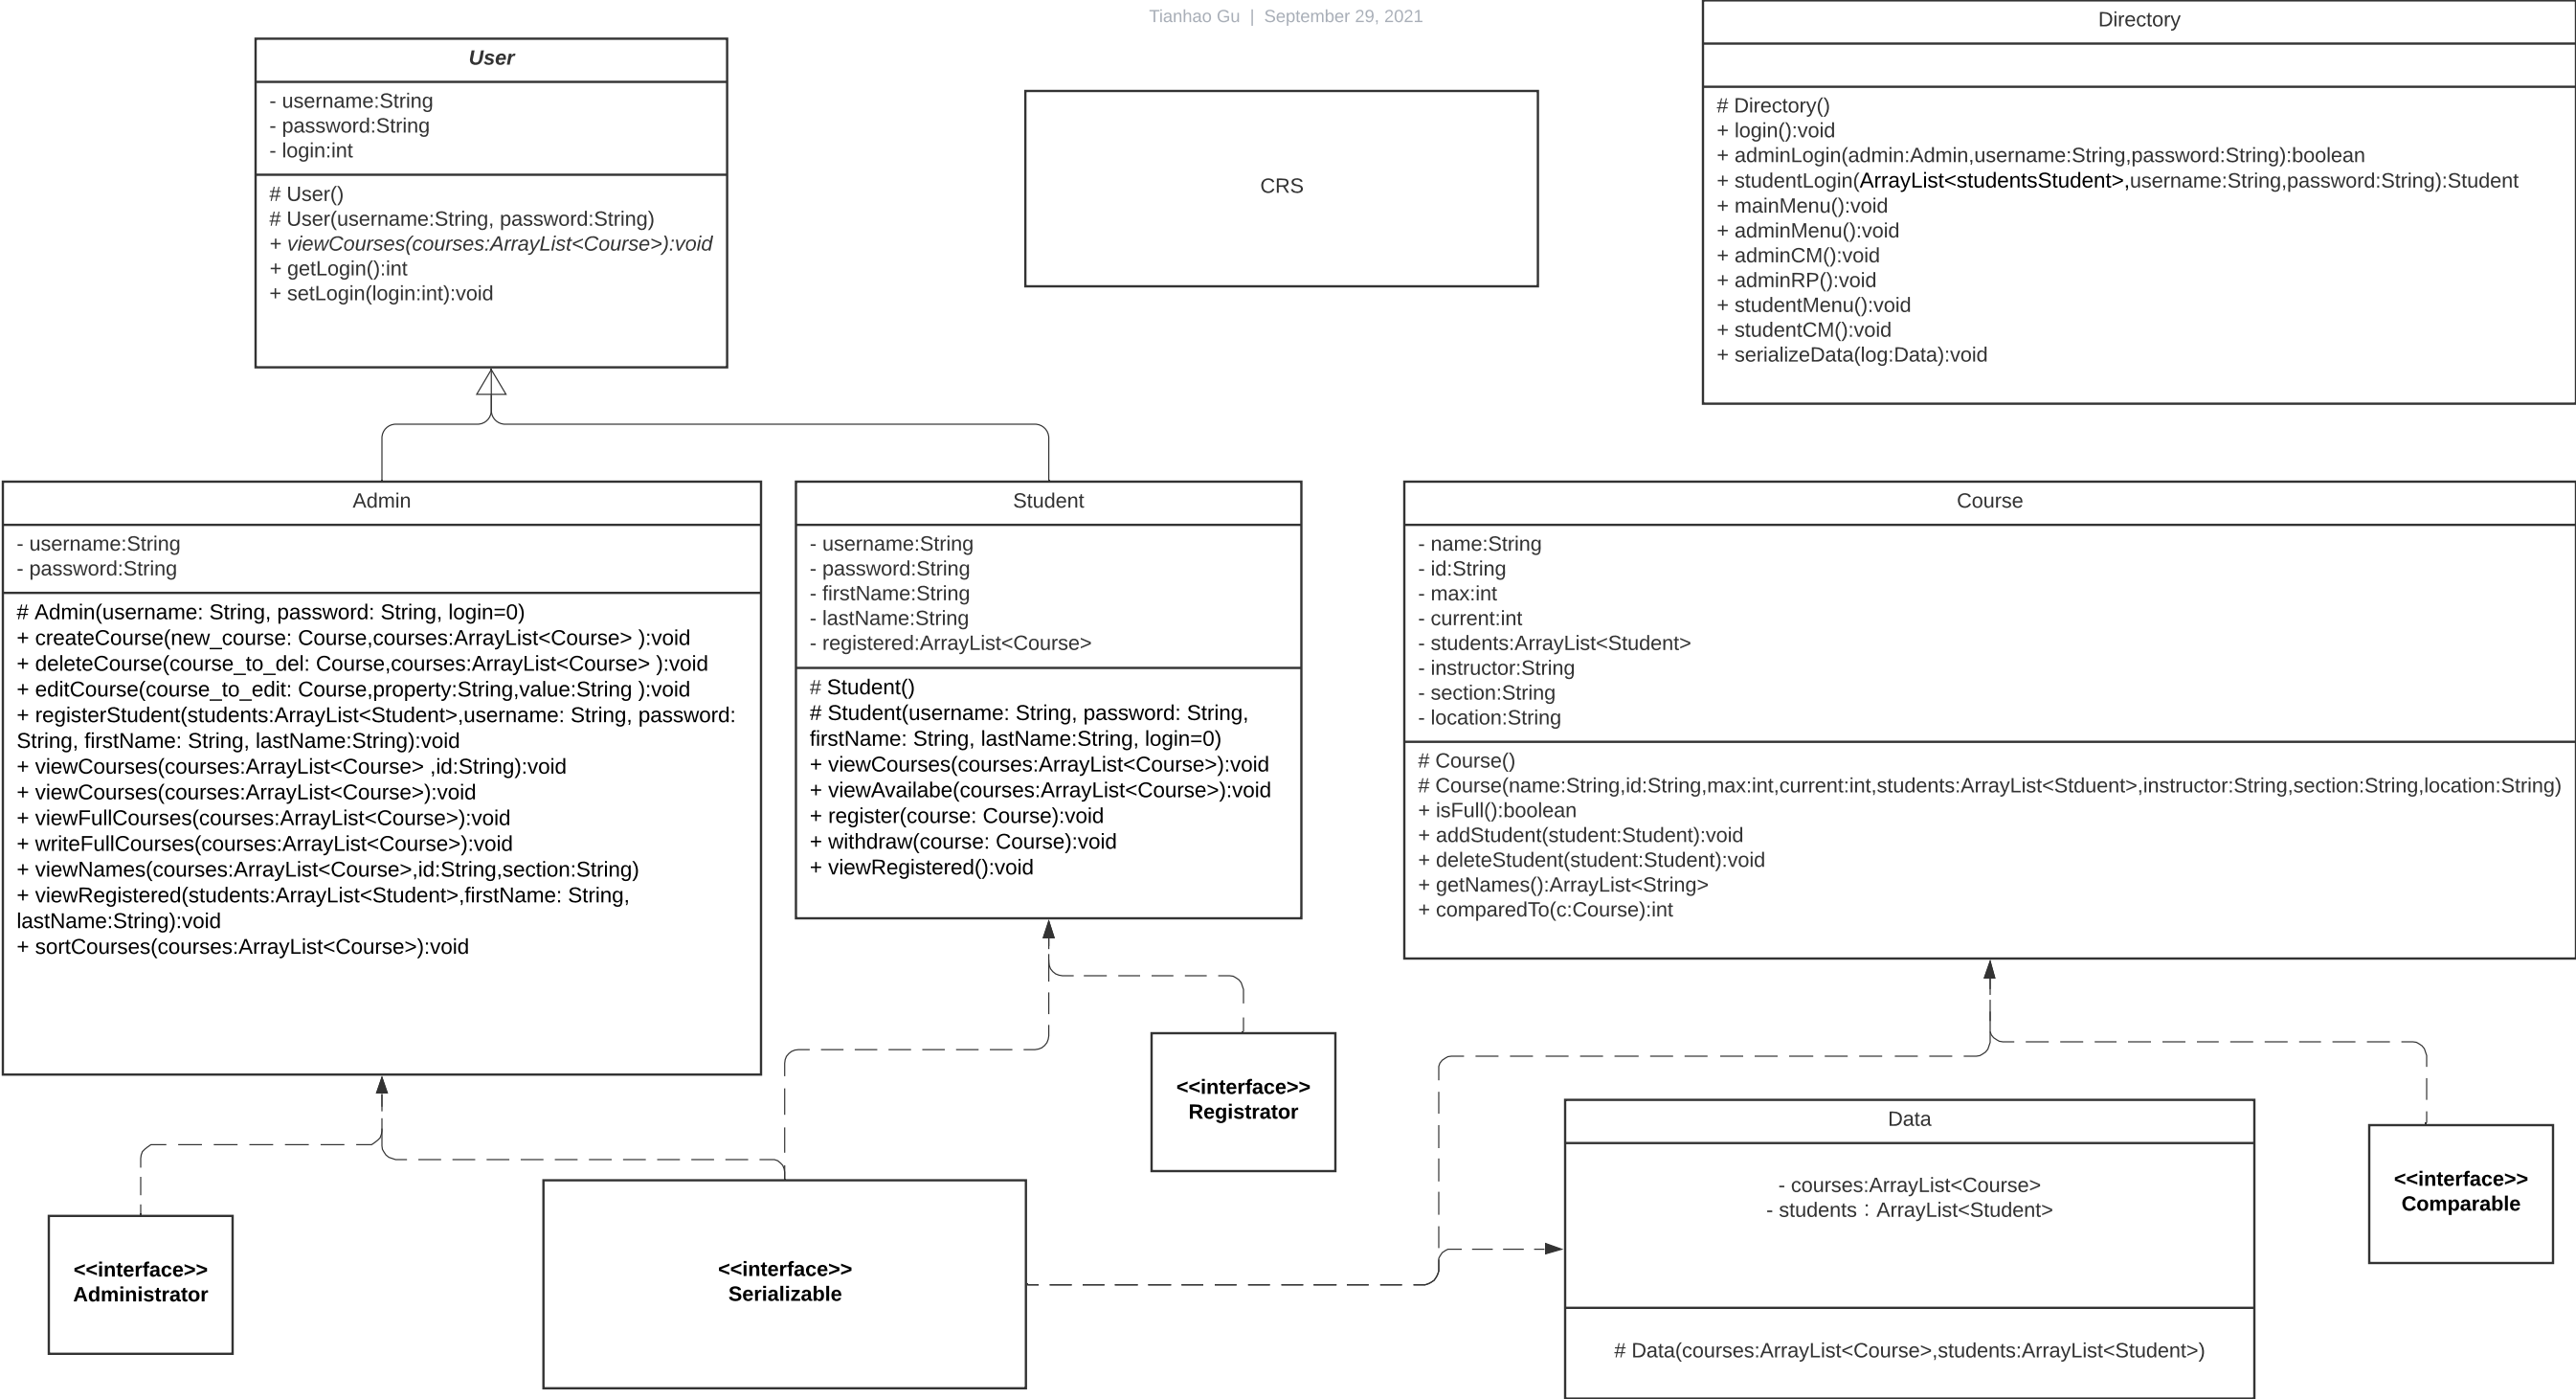 Tianhao Gu | September 29, 2021
User
- username:String
- password:String
- login:int
# User()
# User(username:String, password:String)
+ viewCourses(courses:ArrayList<Course>):void
+ getLogin():int
+ setLogin(login:int):void
CRS
Directory
# Directory()
+ login():void
+ adminLogin(admin:Admin,username:String,password:String):boolean
+ studentLogin(ArrayList<studentsStudent>,username:String,password:String):Student
+ mainMenu():void
+ adminMenu():void
+ adminCM():void
+ adminRP():void
+ studentMenu():void
+ studentCM():void
+ serializeData(log:Data):void
Admin
- username:String
- password:String
# Admin(username: String, password: String, login=0)
+ createCourse(new_course: Course,courses:ArrayList<Course> ):void
+ deleteCourse(course_to_del: Course,courses:ArrayList<Course> ):void
+ editCourse(course_to_edit: Course,property:String,value:String ):void
+ registerStudent(students:ArrayList<Student>,username: String, password:
String, firstName: String, lastName:String):void
+ viewCourses(courses:ArrayList<Course> ,id:String):void
+ viewCourses(courses:ArrayList<Course>):void
+ viewFullCourses(courses:ArrayList<Course>):void
+ writeFullCourses(courses:ArrayList<Course>):void
+ viewNames(courses:ArrayList<Course>,id:String,section:String)
+ viewRegistered(students:ArrayList<Student>,firstName: String,
lastName:String):void
+ sortCourses(courses:ArrayList<Course>):void
Student
- username:String
- password:String
- firstName:String
- lastName:String
- registered:ArrayList<Course>
# Student()
# Student(username: String, password: String,
firstName: String, lastName:String, login=0)
+ viewCourses(courses:ArrayList<Course>):void
+ viewAvailabe(courses:ArrayList<Course>):void
+ register(course: Course):void
+ withdraw(course: Course):void
+ viewRegistered():void
Course
- name:String
- id:String
- max:int
- current:int
- students:ArrayList<Student>
- instructor:String
- section:String
- location:String
# Course()
# Course(name:String,id:String,max:int,current:int,students:ArrayList<Stduent>,instructor:String,section:String,location:String)
+ isFull():boolean
+ addStudent(student:Student):void
+ deleteStudent(student:Student):void
+ getNames():ArrayList<String>
+ comparedTo(c:Course):int
<<interface>>
Administrator
<<interface>>
Serializable
<<interface>>
Registrator
Data
- courses:ArrayList<Course>
- students：ArrayList<Student>
# Data(courses:ArrayList<Course>,students:ArrayList<Student>)
<<interface>>
Comparable